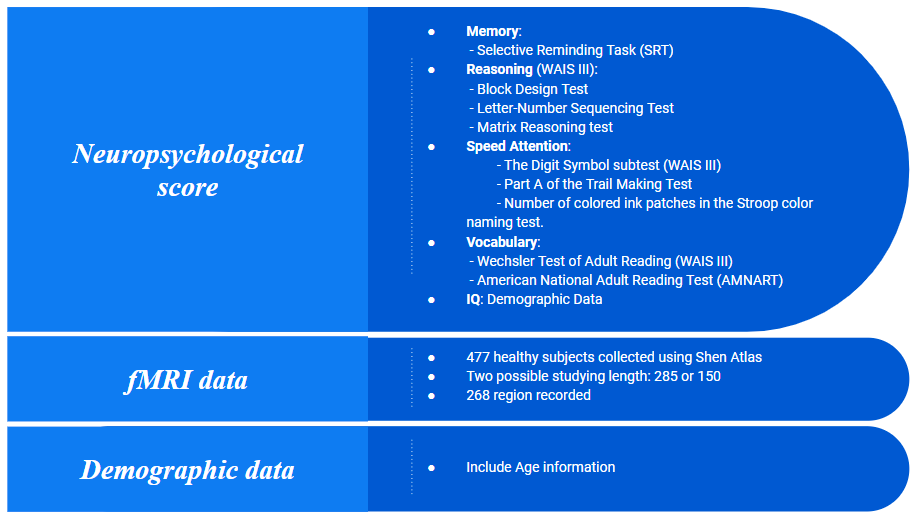 Neuropsychological
score
● Memory:
- Selective Reminding Task (SRT)
● Reasoning (WAIS III):
- Block Design Test
- Letter-Number Sequencing Test
- Matrix Reasoning test
● Speed Attention:
- The Digit Symbol subtest (WAIS III)
- Part A of the Trail Making Test
- Number of colored ink patches in the Stroop color
naming test.
● Vocabulary:
- Wechsler Test of Adult Reading (WAIS III)
- American National Adult Reading Test (AMNART)
● IQ: Demographic Data
fMRI data
● 477 healthy subjects collected using Shen Atlas
● Two possible studying length: 285 or 150
● 268 region recorded
Demographic data
● Include Age information